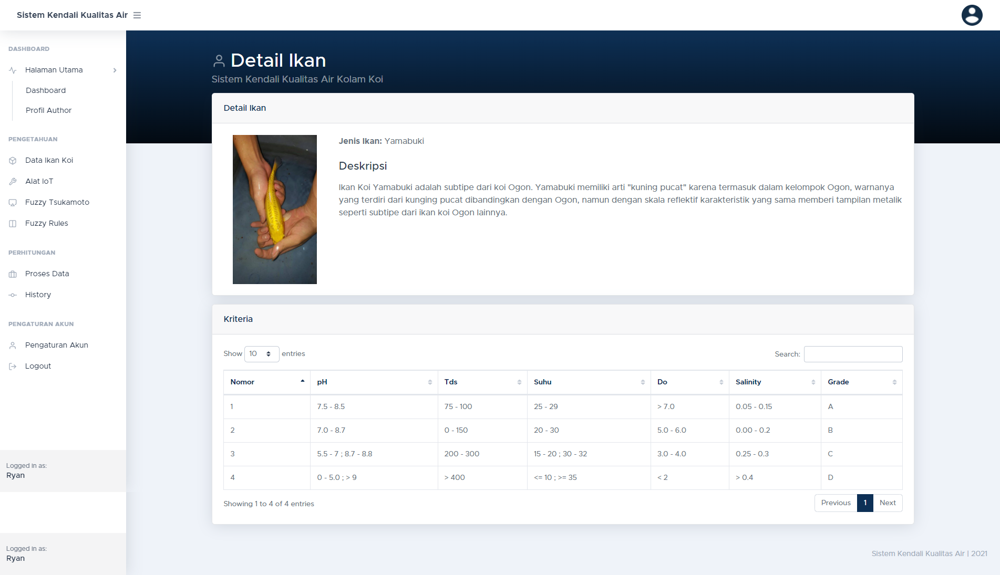 Sistem Kendali Kualitas Air
DASHBOARD
Halaman Utama
Dashboard
Profil Author
PENGETAHUAN
Data Ikan Koi
Alat IoT
Fuzzy Tsukamoto
Fuzzy Rules
PERHITUNGAN
Proses Data
History
PENGATURAN AKUN
Pengaturan Akun
Logout
Logged in as:
Ryan
Logged in as:
Ryan
Detail Ikan
Sistem Kendali Kualitas Air Kolam Koi
Detail Ikan
Jenis Ikan: Yamabuki
Deskripsi
Ikan Koi Yamabuki adalah subtipe dari koi Ogon. Yamabuki memiliki arti "kuning pucat" karena termasuk dalam kelompok Ogon, warnanya
yang terdiri dari kunging pucat dibandingkan dengan Ogon, namun dengan skala reflektif karakteristik yang sama memberi tampilan metalik
seperti subtipe dari ikan koi Ogon lainnya.
Kriteria
Show 10 entries Search:
Nomor pH Tds Suhu Do Salinity Grade
1 7.5 - 8.5 75 - 100 25 - 29 > 7.0 0.05 - 0.15 A
2 7.0 - 8.7 0 - 150 20 - 30 5.0 - 6.0 0.00 - 0.2 B
3 5.5 - 7 ; 8.7 - 8.8 200 - 300 15 - 20 ; 30 - 32 3.0 - 4.0 0.25 - 0.3 C
4 0 - 5.0 ; > 9 > 400 <= 10 ; >= 35 < 2 > 0.4 D
Showing 1 to 4 of 4 entries Previous 1 Next
Sistem Kendali Kualitas Air | 2021